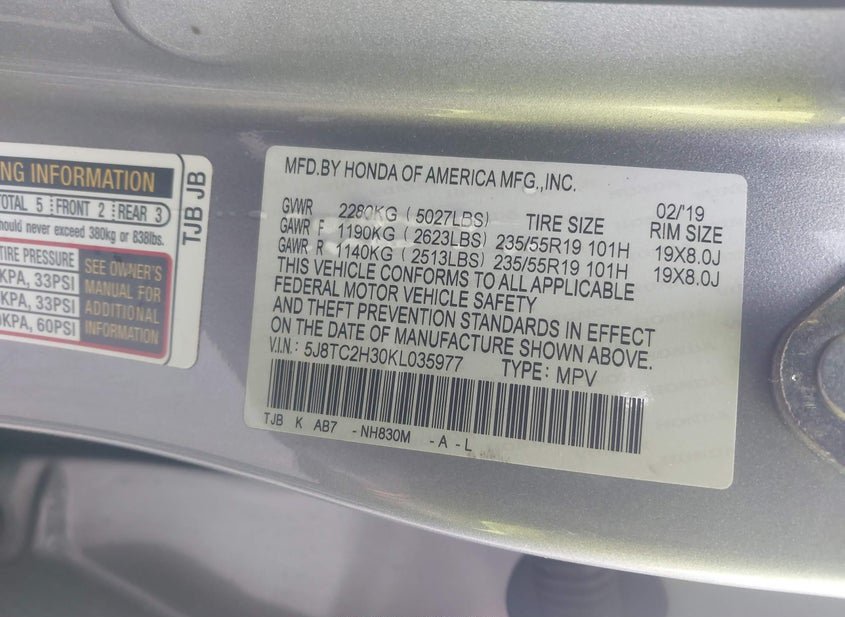 NG INFORMATION
TOTAL 5 FRONT 2 REAR 3
should never exceed 380kg or 838lbs.
TIRE PRESSURE
KPA, 33PSI
KPA, 33PSI
KPA, 60PSI
SEE OWNER'S
MANUAL FOR
ADDITIONAL
INFORMATION
TJB JB
MFD.BY HONDA OF AMERICA MFG.,INC.
GVWR 2280KG (5027LBS) TIRE SIZE 02/'19
RIM SIZE
GAWR F 1190KG (2623LBS) 235/55R19 101H 19X8.0J
GAWR R 1140KG (2513LBS) 235/55R19 101H 19X8.0J
THIS VEHICLE CONFORMS TO ALL APPLICABLE
FEDERAL MOTOR VEHICLE SAFETY
AND THEFT PREVENTION STANDARDS IN EFFECT
ON THE DATE OF MANUFACTURE SHOWN ABOVE.
V.I.N.: 5J8TC2H30KL035977 TYPE: MPV
TJB K AB7 -NH830M -A-L